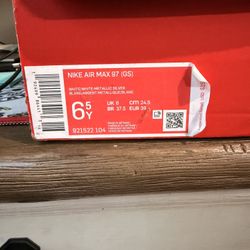 NIKE AIR MAX 97 (GS)
WHITE/WHITE-METALLIC SILVER
BLANC/ARGENT METALLIQUE/BLANC
6.5Y
UK 6 CM 24.5
BR 37.5 EUR 39
921522 104